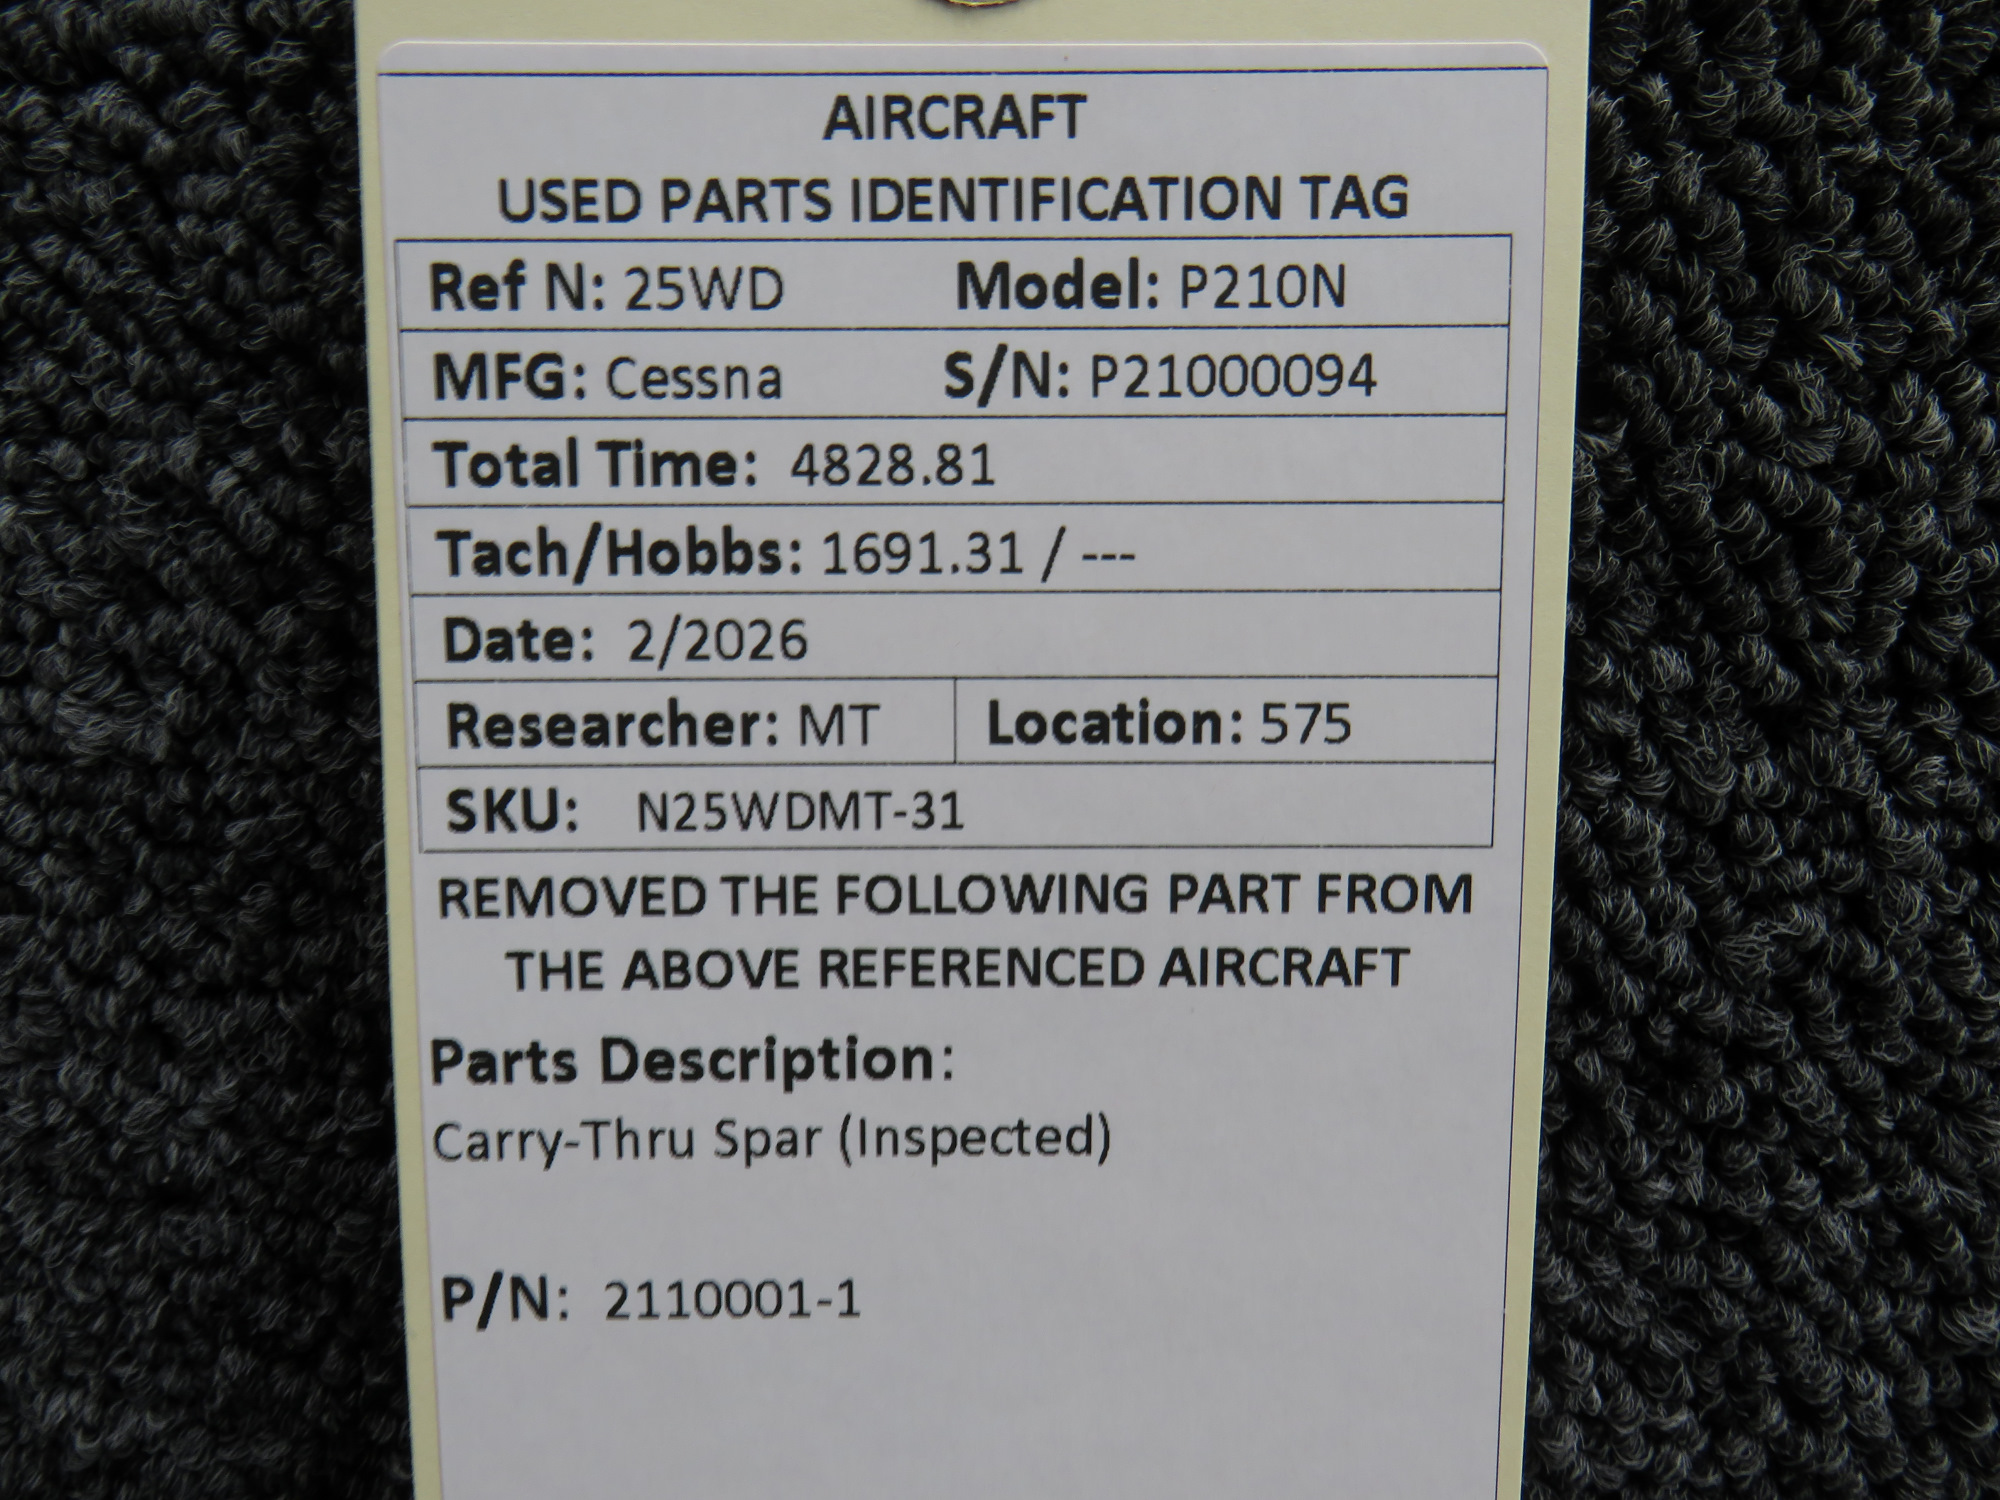 AIRCRAFT
USED PARTS IDENTIFICATION TAG
Ref N: 25WD Model: P210N
MFG: Cessna S/N: P21000094
Total Time: 4828.81
Tach/Hobbs: 1691.31 / ---
Date: 2/2026
Researcher: MT Location: 575
SKU: N25WDMT-31
REMOVED THE FOLLOWING PART FROM
THE ABOVE REFERENCED AIRCRAFT
Parts Description:
Carry-Thru Spar (Inspected)
P/N: 2110001-1